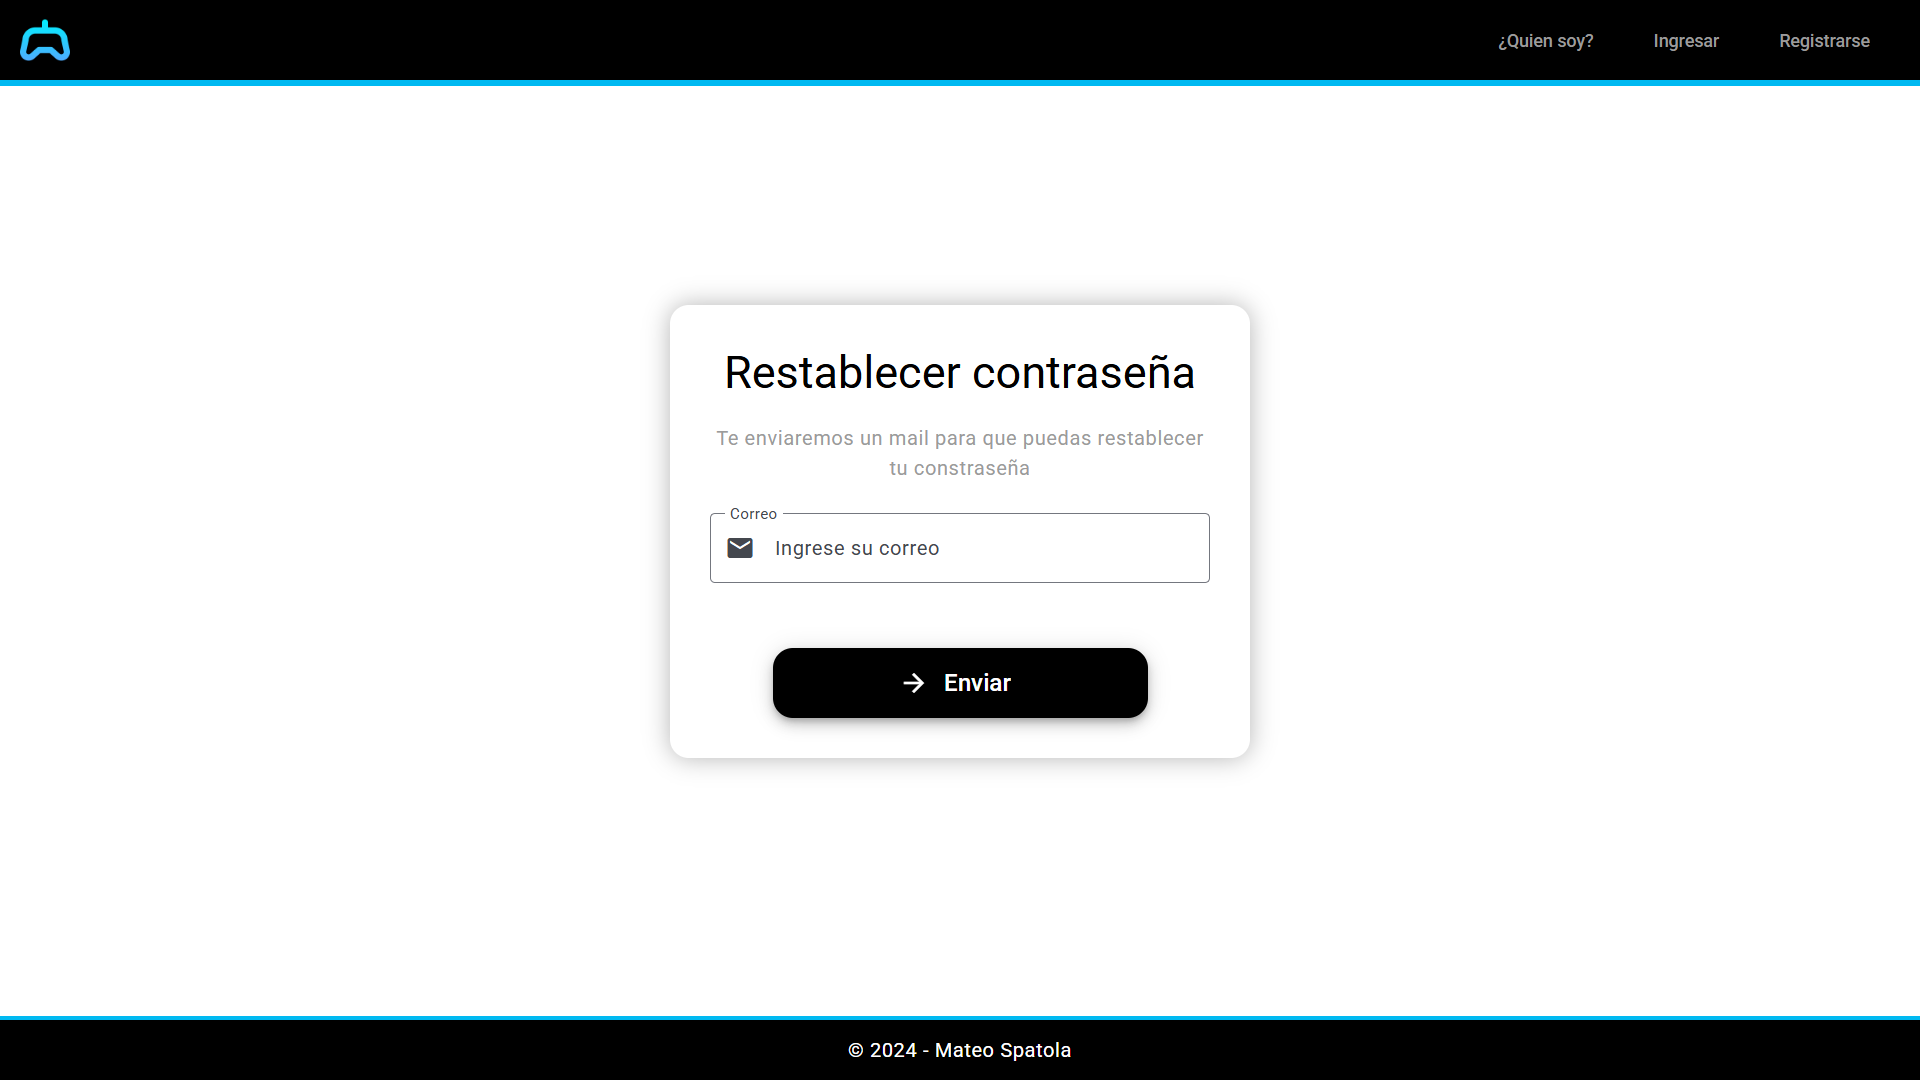 ¿Quien soy?
Ingresar
Registrarse
Restablecer contraseña
Te enviaremos un mail para que puedas restablecer
tu constraseña
Correo
Ingrese su correo
Enviar
© 2024 - Mateo Spatola